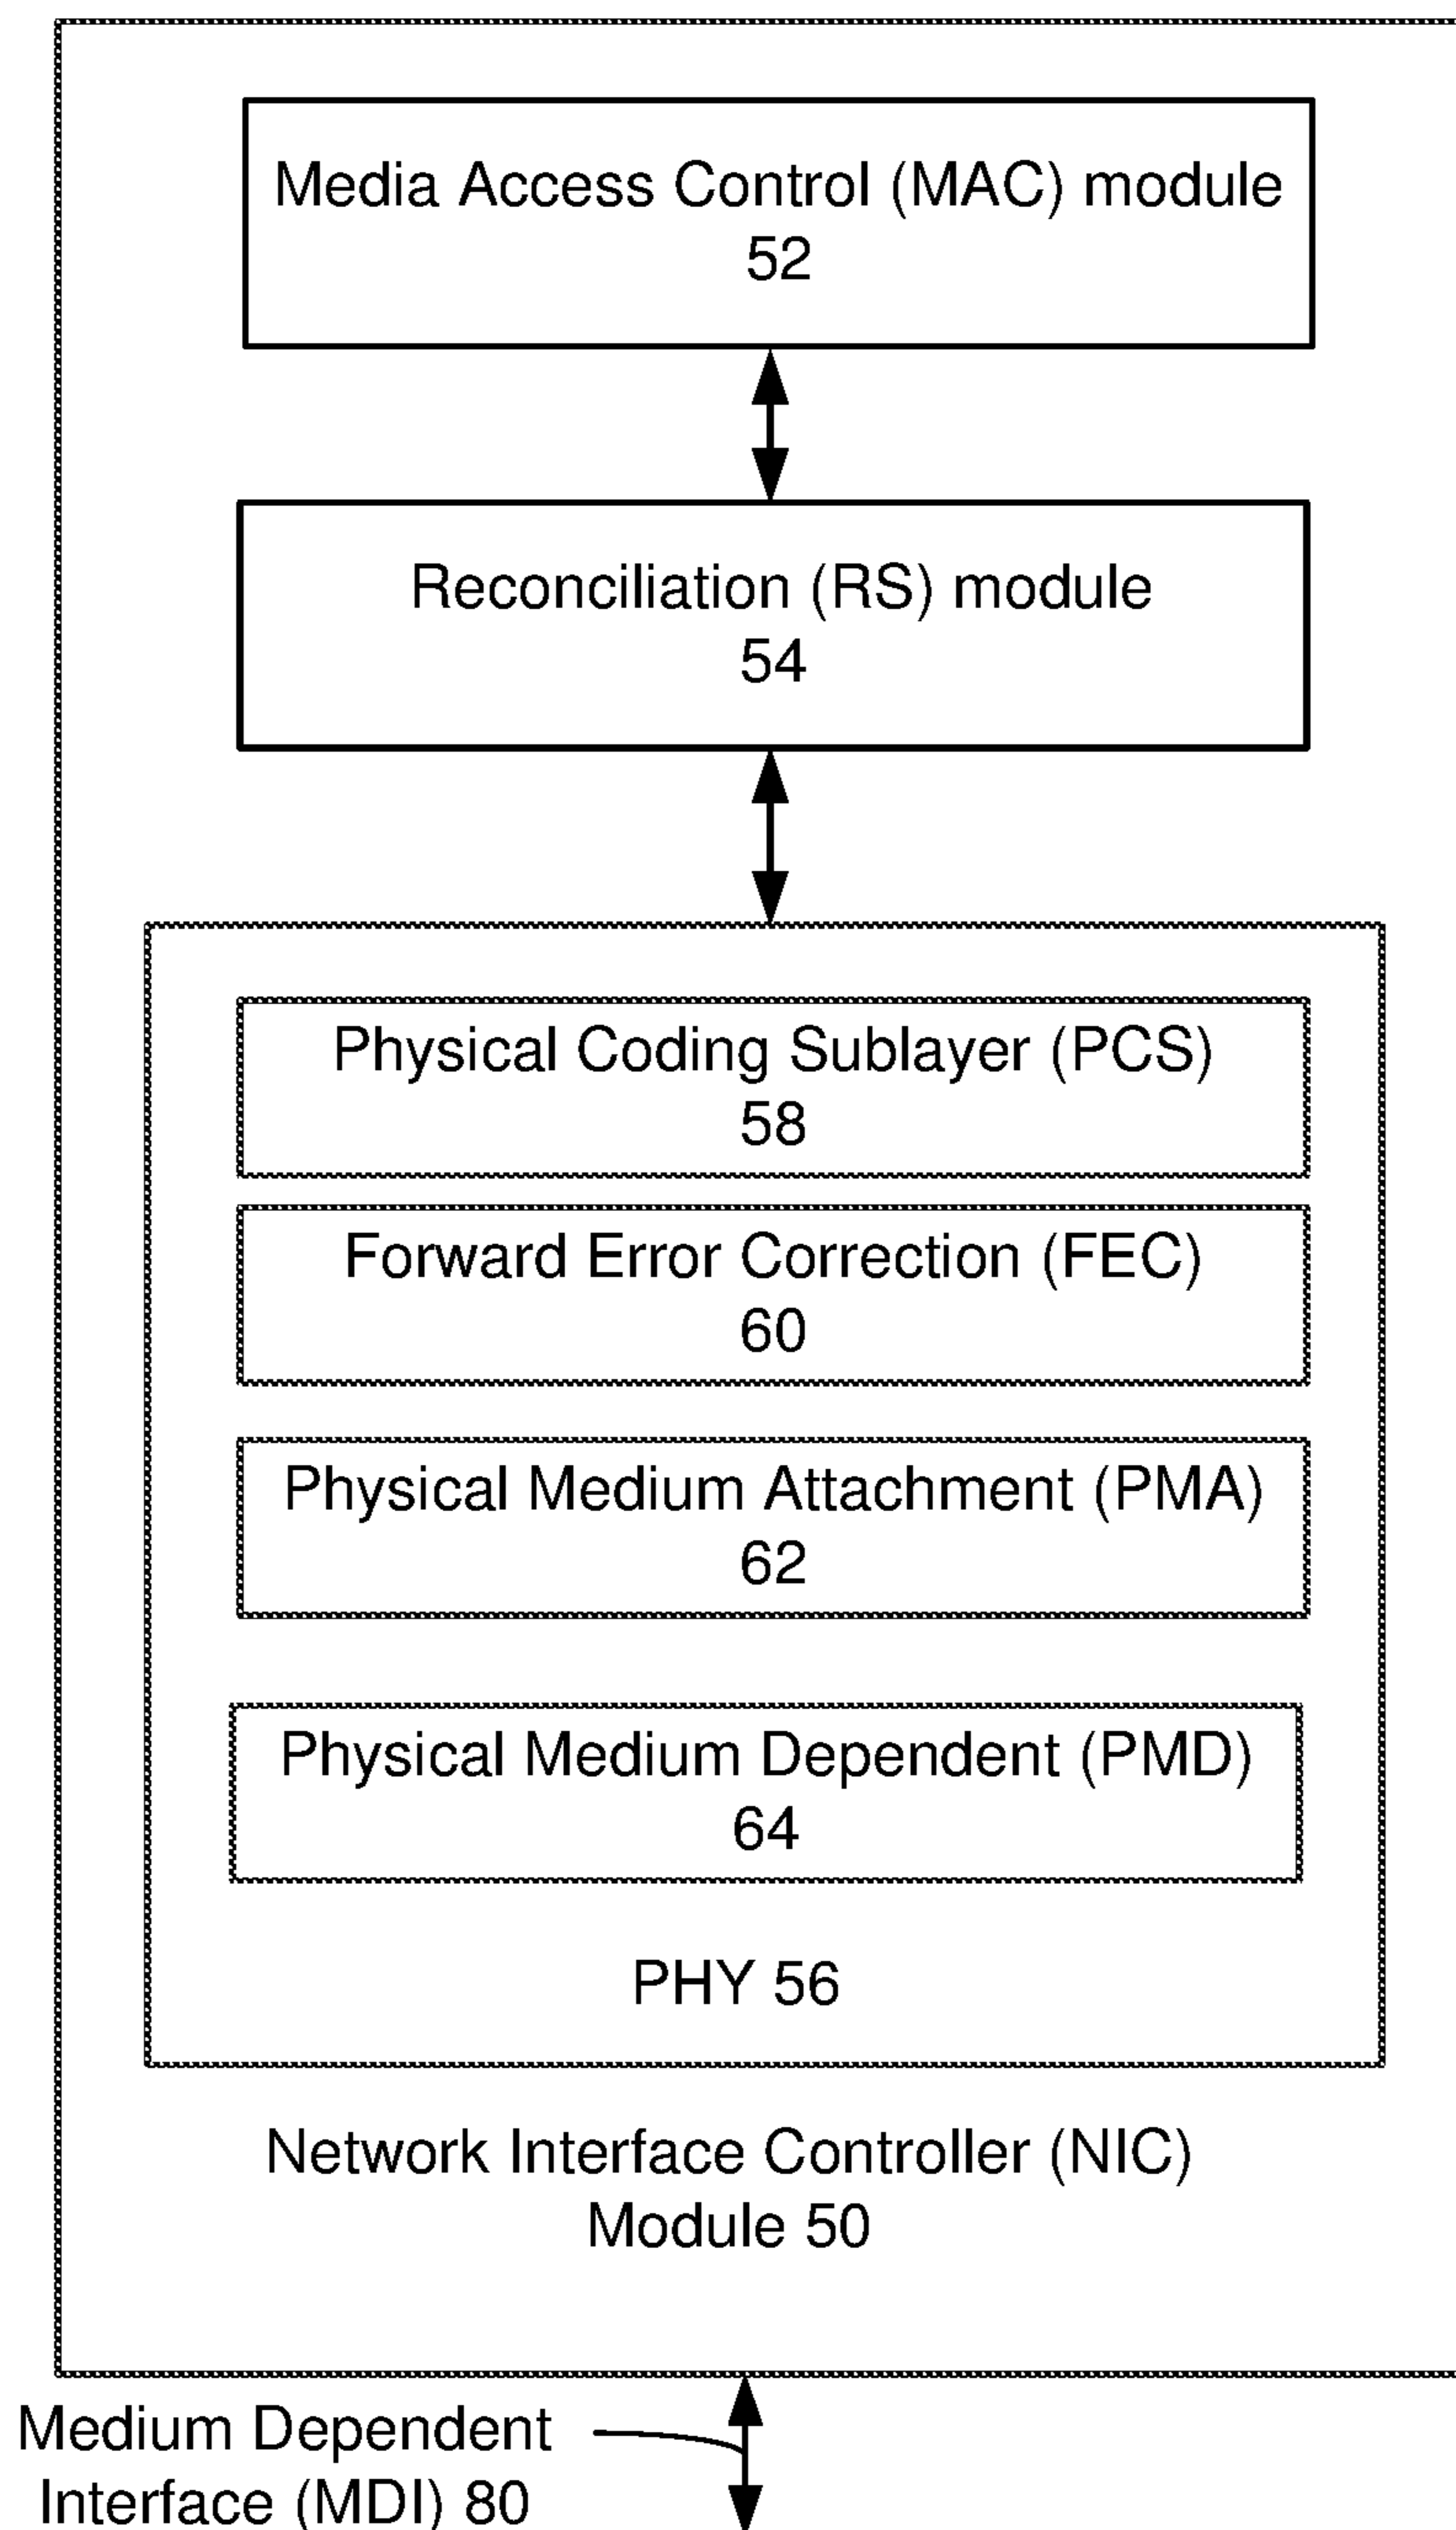 Media Access Control (MAC) module
52
Reconciliation (RS) module
54
Physical Coding Sublayer (PCS)
58
Forward Error Correction (FEC)
60
Physical Medium Attachment (PMA)
62
Physical Medium Dependent (PMD)
64
PHY 56
Network Interface Controller (NIC)
Module 50
Medium Dependent
Interface (MDI) 80